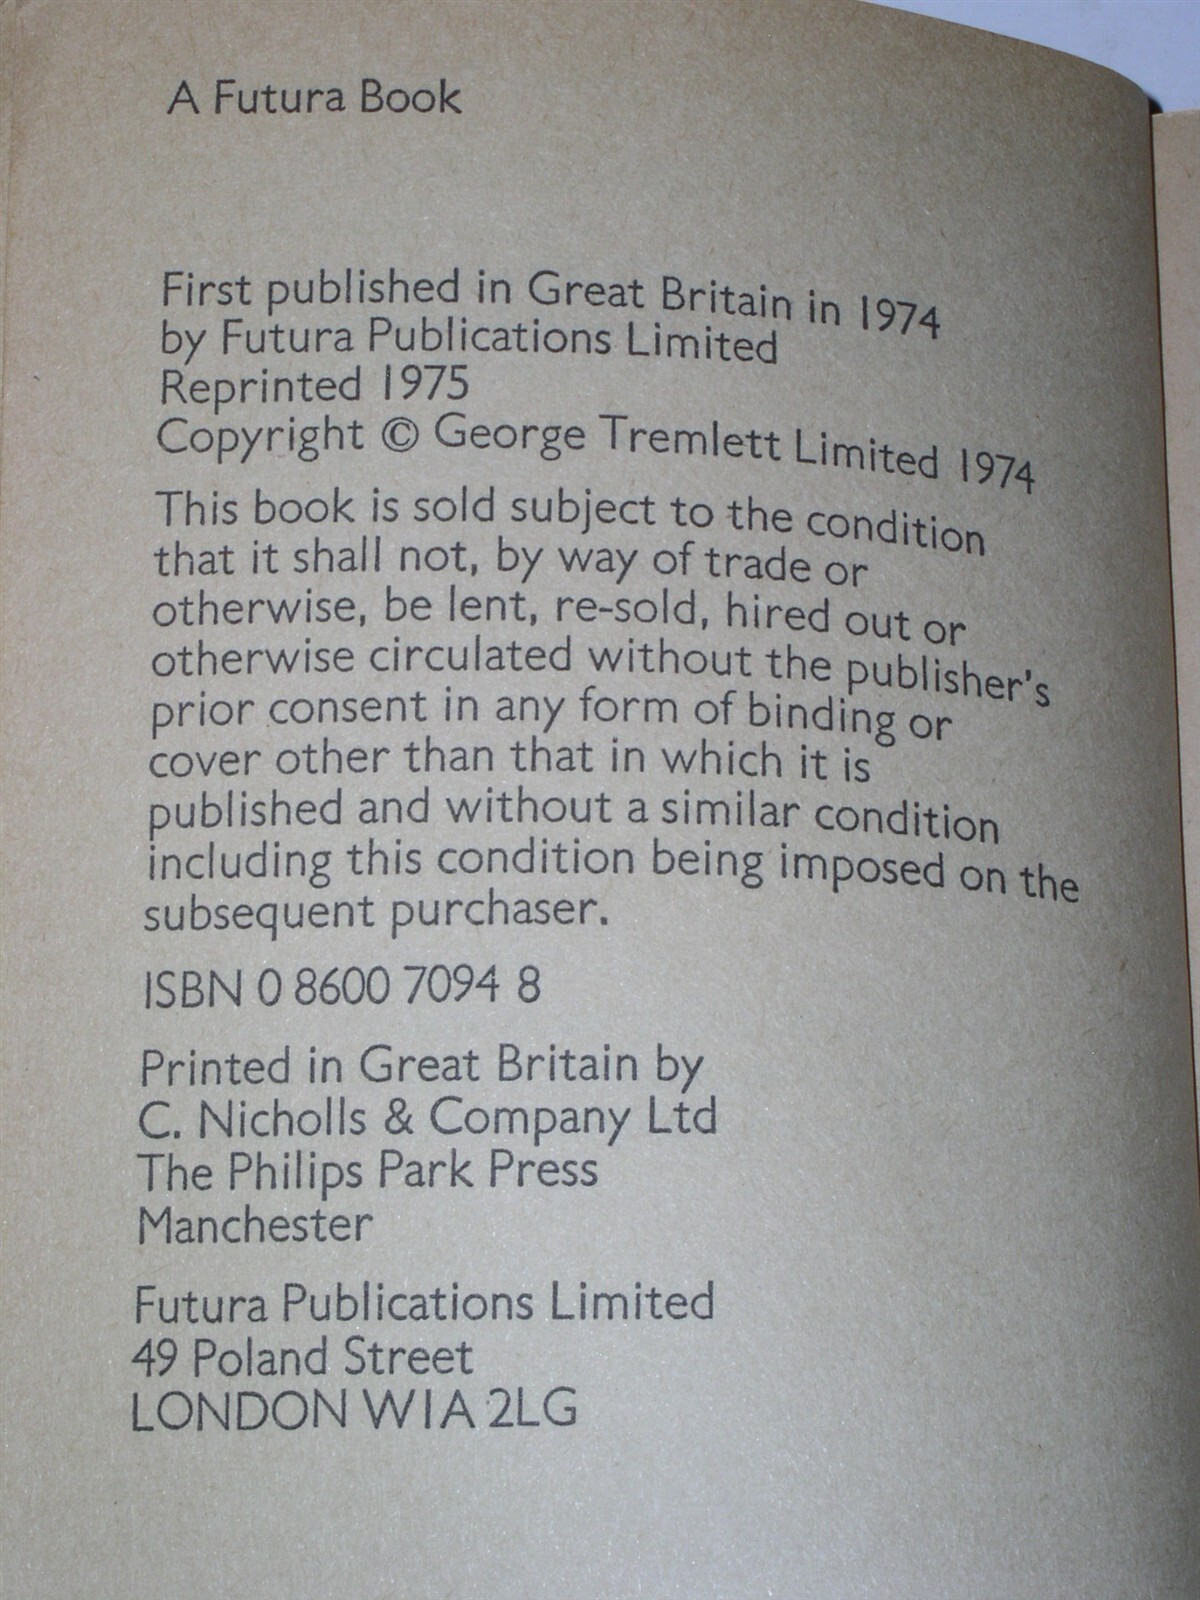 A Futura Book
First published in Great Britain in 1974
by Futura Publications Limited
Reprinted 1975
Copyright © George Tremlett Limited 1974
This book is sold subject to the condition
that it shall not, by way of trade or
otherwise, be lent, re-sold, hired out or
otherwise circulated without the publisher's
prior consent in any form of binding or
cover other than that in which it is
published and without a similar condition
including this condition being imposed on the
subsequent purchaser.
ISBN 0 8600 7094 8
Printed in Great Britain by
C. Nicholls & Company Ltd
The Philips Park Press
Manchester
Futura Publications Limited
49 Poland Street
LONDON W1A 2LG